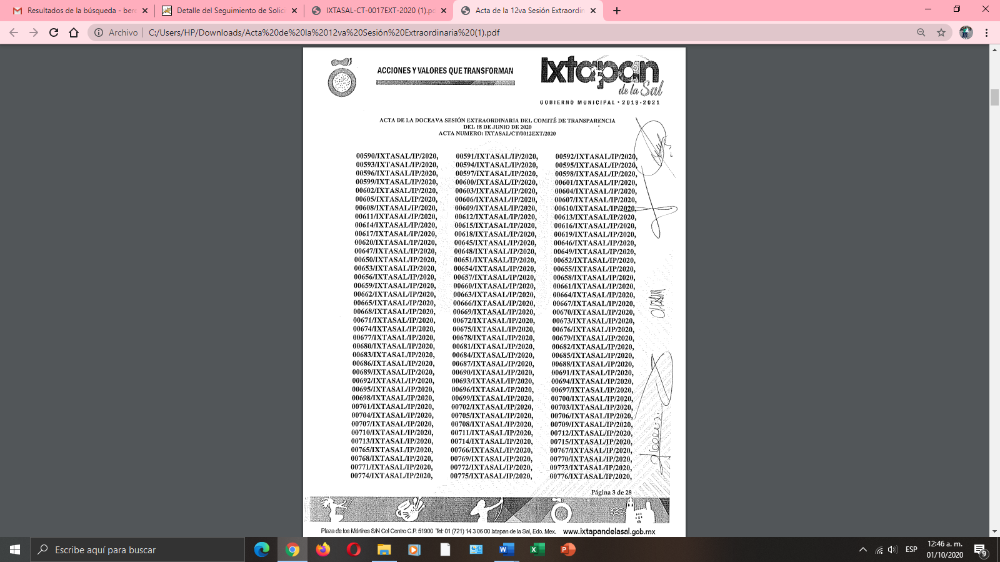 Resultados de la búsqueda - bere
Detalle del Seguimiento de Solici
IXTASAL-CT-0017EXT-2020 (1).pd
Acta de la 12va Sesión Extraordin
Archivo
C:/Users/HP/Downloads/Acta%20de%20la%2012va%20Sesión%20Extraordinaria%20(1).pdf
ACCIONES Y VALORES QUE TRANSFORMAN
Ixtapan
de la Sal
GOBIERNO MUNICIPAL • 2019-2021
ACTA DE LA DOCEAVA SESIÓN EXTRAORDINARIA DEL COMITÉ DE TRANSPARENCIA
DEL 18 DE JUNIO DE 2020
ACTA NUMERO: IXTASAL/CT/0012EXT/2020
00590/IXTASAL/IP/2020, 00591/IXTASAL/IP/2020, 00592/IXTASAL/IP/2020,
00593/IXTASAL/IP/2020, 00594/IXTASAL/IP/2020, 00595/IXTASAL/IP/2020,
00596/IXTASAL/IP/2020, 00597/IXTASAL/IP/2020, 00598/IXTASAL/IP/2020,
00599/IXTASAL/IP/2020, 00600/IXTASAL/IP/2020, 00601/IXTASAL/IP/2020,
00602/IXTASAL/IP/2020, 00603/IXTASAL/IP/2020, 00604/IXTASAL/IP/2020,
00605/IXTASAL/IP/2020, 00606/IXTASAL/IP/2020, 00607/IXTASAL/IP/2020,
00608/IXTASAL/IP/2020, 00609/IXTASAL/IP/2020, 00610/IXTASAL/IP/2020,
00611/IXTASAL/IP/2020, 00612/IXTASAL/IP/2020, 00613/IXTASAL/IP/2020,
00614/IXTASAL/IP/2020, 00615/IXTASAL/IP/2020, 00616/IXTASAL/IP/2020,
00617/IXTASAL/IP/2020, 00618/IXTASAL/IP/2020, 00619/IXTASAL/IP/2020,
00620/IXTASAL/IP/2020, 00645/IXTASAL/IP/2020, 00646/IXTASAL/IP/2020,
00647/IXTASAL/IP/2020, 00648/IXTASAL/IP/2020, 00649/IXTASAL/IP/2020,
00650/IXTASAL/IP/2020, 00651/IXTASAL/IP/2020, 00652/IXTASAL/IP/2020,
00653/IXTASAL/IP/2020, 00654/IXTASAL/IP/2020, 00655/IXTASAL/IP/2020,
00656/IXTASAL/IP/2020, 00657/IXTASAL/IP/2020, 00658/IXTASAL/IP/2020,
00659/IXTASAL/IP/2020, 00660/IXTASAL/IP/2020, 00661/IXTASAL/IP/2020,
00662/IXTASAL/IP/2020, 00663/IXTASAL/IP/2020, 00664/IXTASAL/IP/2020,
00665/IXTASAL/IP/2020, 00666/IXTASAL/IP/2020, 00667/IXTASAL/IP/2020,
00668/IXTASAL/IP/2020, 00669/IXTASAL/IP/2020, 00670/IXTASAL/IP/2020,
00671/IXTASAL/IP/2020, 00672/IXTASAL/IP/2020, 00673/IXTASAL/IP/2020,
00674/IXTASAL/IP/2020, 00675/IXTASAL/IP/2020, 00676/IXTASAL/IP/2020,
00677/IXTASAL/IP/2020, 00678/IXTASAL/IP/2020, 00679/IXTASAL/IP/2020,
00680/IXTASAL/IP/2020, 00681/IXTASAL/IP/2020, 00682/IXTASAL/IP/2020,
00683/IXTASAL/IP/2020, 00684/IXTASAL/IP/2020, 00685/IXTASAL/IP/2020,
00686/IXTASAL/IP/2020, 00687/IXTASAL/IP/2020, 00688/IXTASAL/IP/2020,
00689/IXTASAL/IP/2020, 00690/IXTASAL/IP/2020, 00691/IXTASAL/IP/2020,
00692/IXTASAL/IP/2020, 00693/IXTASAL/IP/2020, 00694/IXTASAL/IP/2020,
00695/IXTASAL/IP/2020, 00696/IXTASAL/IP/2020, 00697/IXTASAL/IP/2020,
00698/IXTASAL/IP/2020, 00699/IXTASAL/IP/2020, 00700/IXTASAL/IP/2020,
00701/IXTASAL/IP/2020, 00702/IXTASAL/IP/2020, 00703/IXTASAL/IP/2020,
00704/IXTASAL/IP/2020, 00705/IXTASAL/IP/2020, 00706/IXTASAL/IP/2020,
00707/IXTASAL/IP/2020, 00708/IXTASAL/IP/2020, 00709/IXTASAL/IP/2020,
00710/IXTASAL/IP/2020, 00711/IXTASAL/IP/2020, 00712/IXTASAL/IP/2020,
00713/IXTASAL/IP/2020, 00714/IXTASAL/IP/2020, 00715/IXTASAL/IP/2020,
00765/IXTASAL/IP/2020, 00766/IXTASAL/IP/2020, 00767/IXTASAL/IP/2020,
00768/IXTASAL/IP/2020, 00769/IXTASAL/IP/2020, 00770/IXTASAL/IP/2020,
00771/IXTASAL/IP/2020, 00772/IXTASAL/IP/2020, 00773/IXTASAL/IP/2020,
00774/IXTASAL/IP/2020, 00775/IXTASAL/IP/2020, 00776/IXTASAL/IP/2020,
Página 3 de 28
Plaza de los Mártires S/N Col Centro C.P. 51900 Tel: 01 (721) 14 3 06 00 Ixtapan de la Sal, Edo. Mex. www.ixtapandelasal.gob.mx
Escribe aquí para buscar
ESP
12:46 a. m.
01/10/2020
9